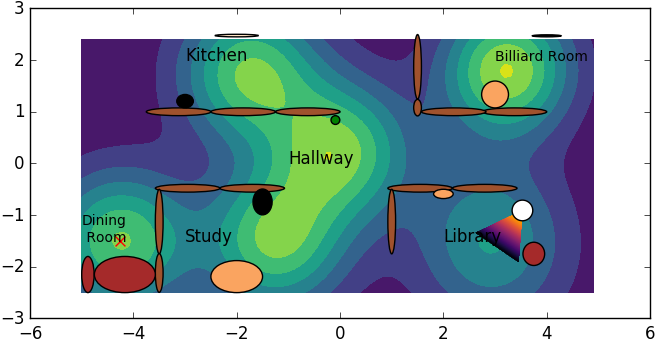 3
2
1
0
−1
−2
−3
−6
−4
−2
0
2
4
6
Kitchen
Billiard Room
Hallway
Dining
Room
Study
Library